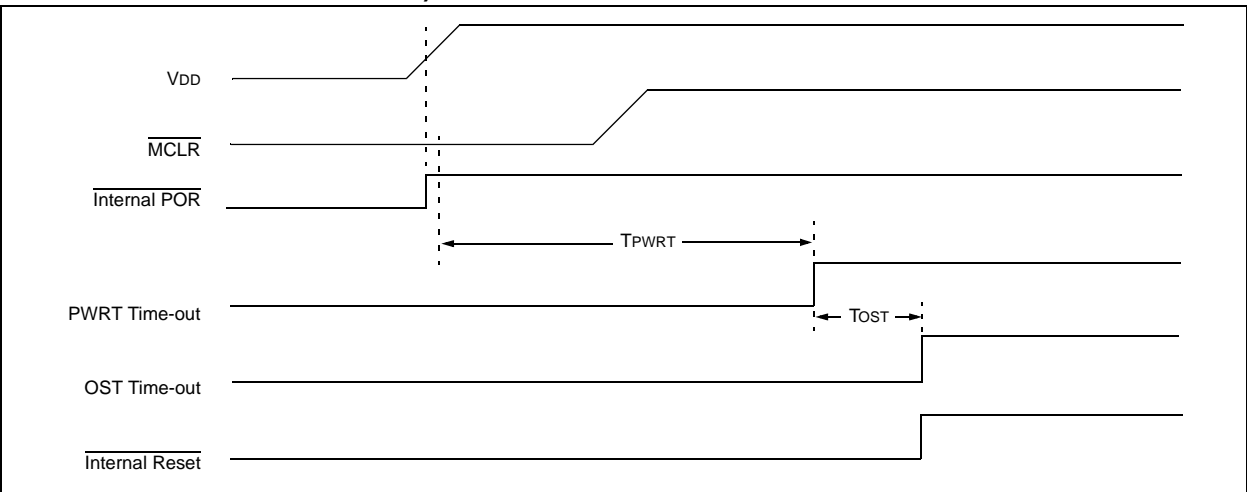 VDD
MCLR
Internal POR
TPWRT
PWRT Time-out
TOST
OST Time-out
Internal Reset